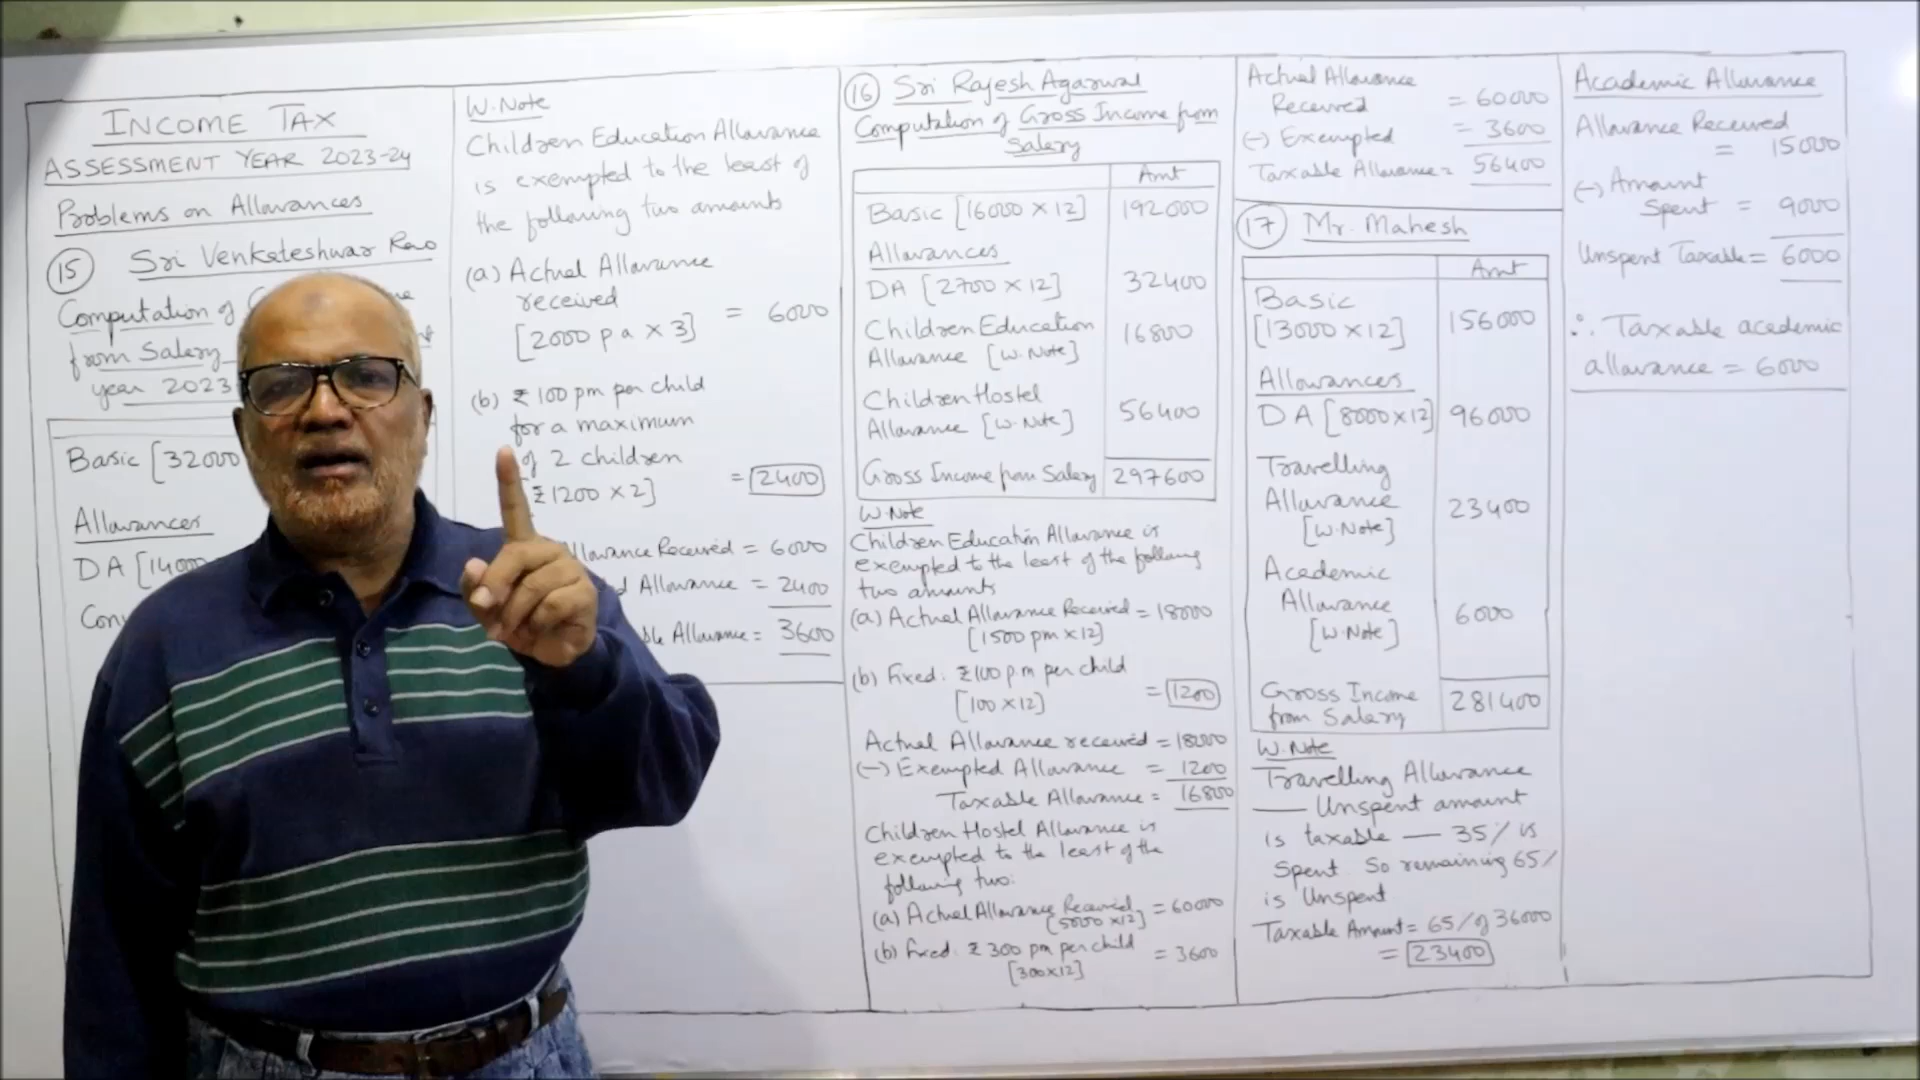 INCOME TAX
ASSESSMENT YEAR 2023-24
Problems on Allowances
15 Sri Venkateshwar Rao
Computation of
from Salary
year 2023
Basic [32000
Allowances
DA [14000
W.Note
Children Education Allowance
is exempted to the least of
the following two amounts
(a) Actual Allowance
received
[2000 p a × 3] = 6000
(b) ₹100 pm per child
for a maximum
of 2 children
₹1200 × 2] = 2400
Allowance Received = 6000
Allowance = 2400
Allowance = 3600
16 Sri Rajesh Agarwal
Computation of Gross Income from
Salary
Amt
Basic [16000 × 12] 192000
Allowances
DA [2700 × 12] 32400
Children Education
Allowance [W.Note] 16800
Children Hostel
Allowance [W.Note] 56400
Gross Income from Salary 297600
W.Note
Children Education Allowance is
exempted to the least of the following
two amounts
(a) Actual Allowance Received = 18000
[1500 pm × 12]
(b) Fixed: ₹100 p.m per child
[100 × 12] = 1200
Actual Allowance received = 18000
(-) Exempted Allowance = 1200
Taxable Allowance = 16800
Children Hostel Allowance is
exempted to the least of the
following two:
(a) Actual Allowance Received = 60000
[5000 × 12]
(b) Fixed: ₹300 pm per child = 3600
[300×12]
Actual Allowance
Received = 60000
(-) Exempted = 3600
Taxable Allowance = 56400
17 Mr. Mahesh
Amt
Basic
[13000 × 12] 156000
Allowances
DA [8000 × 12] 96000
Travelling
Allowance
[W.Note] 23400
Academic
Allowance
[W.Note] 6000
Gross Income
from Salary 281400
W.Note
Travelling Allowance
— Unspent amount
is taxable — 35% is
Spent. So remaining 65%
is Unspent
Taxable Amount = 65% of 36000
= 23400
Academic Allowance
Allowance Received
= 15000
(-) Amount
Spent = 9000
Unspent Taxable = 6000
∴ Taxable academic
allowance = 6000